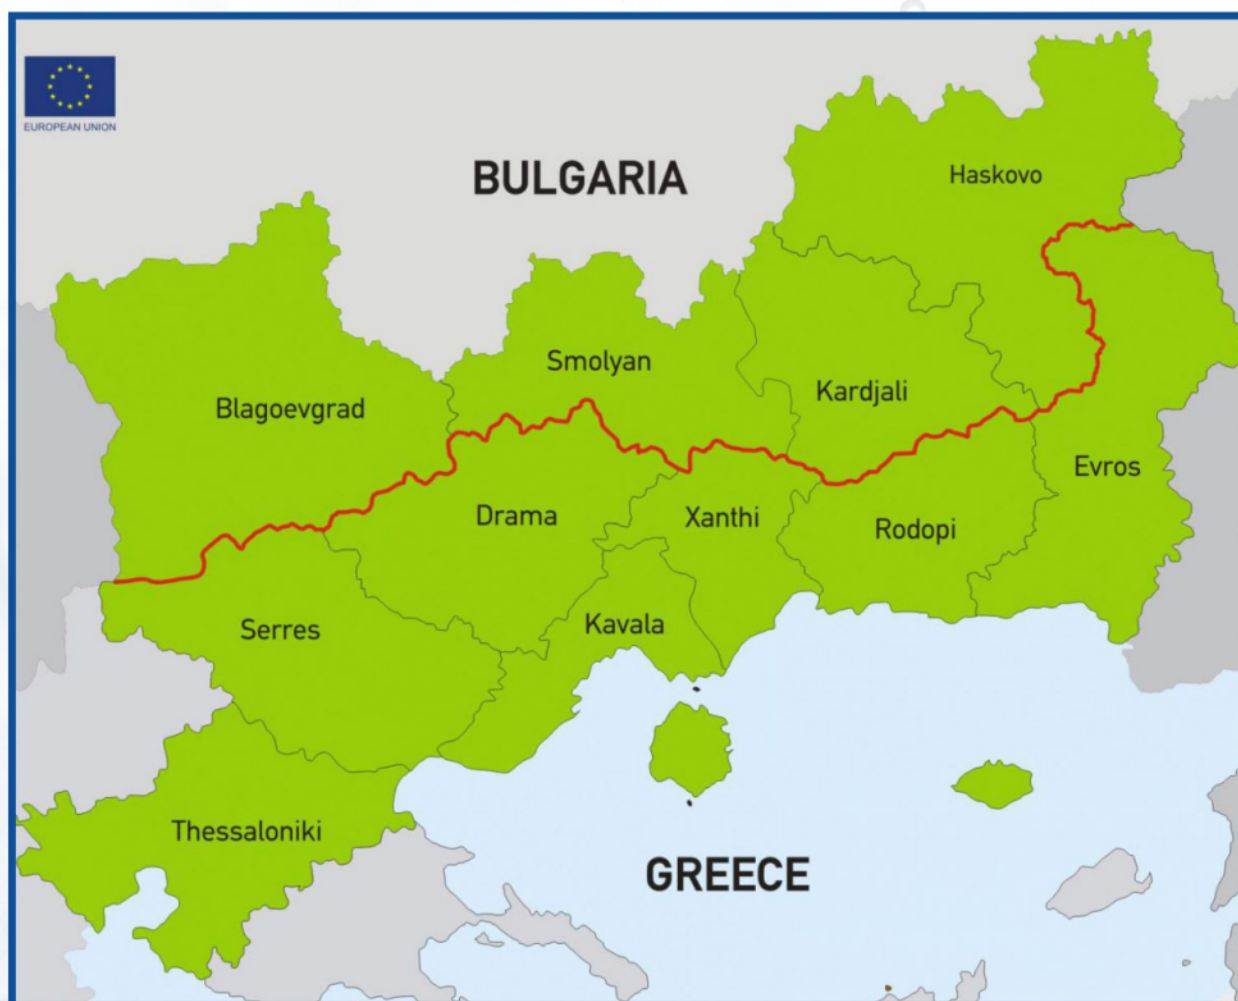 EUROPEAN UNION
BULGARIA
Haskovo
Smolyan
Kardjali
Blagoevgrad
Evros
Drama
Xanthi
Rodopi
Serres
Kavala
Thessaloniki
GREECE